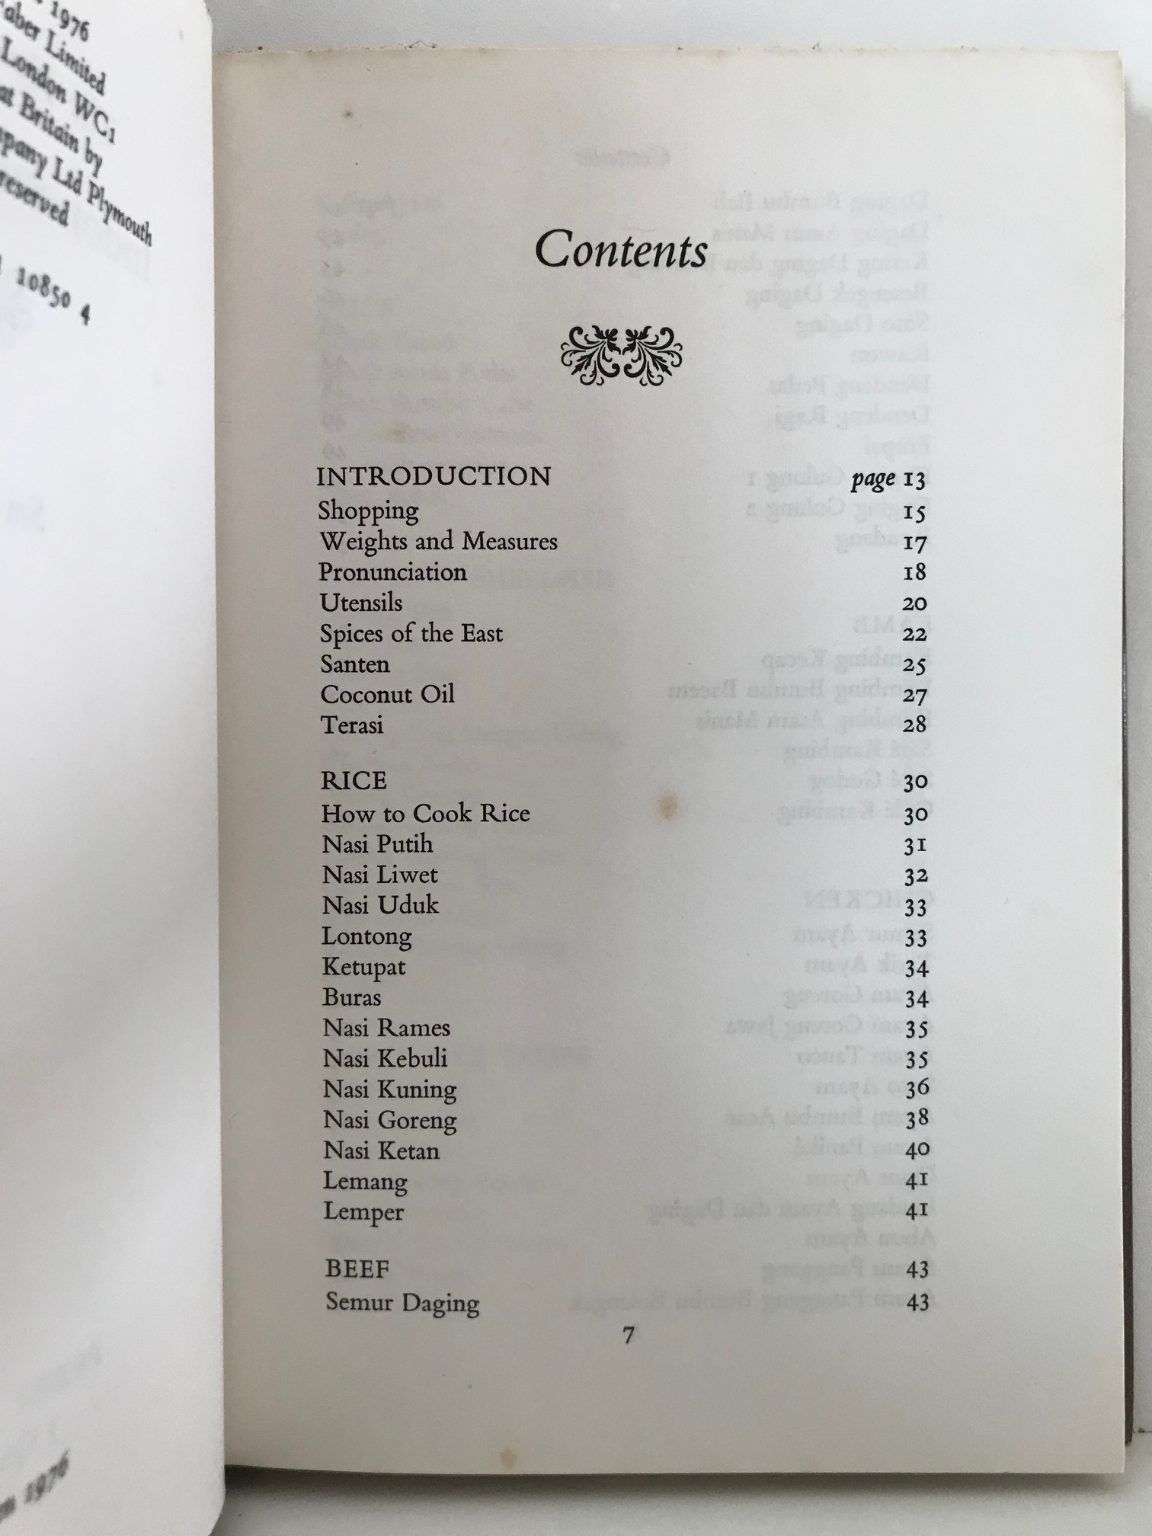 1976
Faber Limited
London WC1
Britain by
Ltd Plymouth
reserved
10850 4
1976
Contents
INTRODUCTION page 13
Shopping 15
Weights and Measures 17
Pronunciation 18
Utensils 20
Spices of the East 22
Santen 25
Coconut Oil 27
Terasi 28
RICE 30
How to Cook Rice 30
Nasi Putih 31
Nasi Liwet 32
Nasi Uduk 33
Lontong 33
Ketupat 34
Buras 34
Nasi Rames 35
Nasi Kebuli 35
Nasi Kuning 36
Nasi Goreng 38
Nasi Ketan 40
Lemang 41
Lemper 41
BEEF 43
Semur Daging 43
7